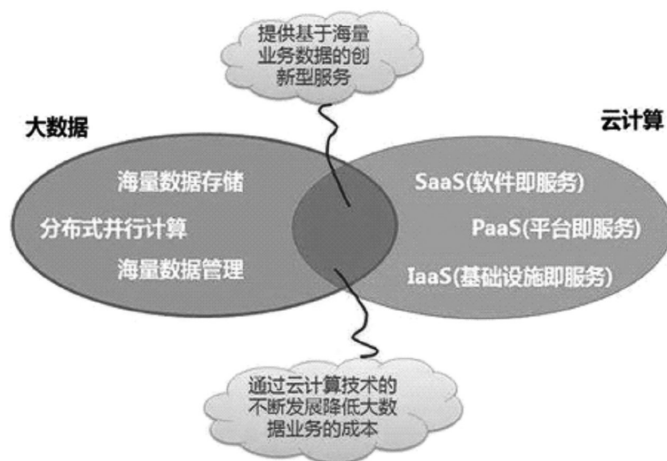 提供基于海量
业务数据的创
新型服务
大数据
云计算
海量数据存储
分布式并行计算
海量数据管理
SaaS(软件即服务)
PaaS(平台即服务)
IaaS(基础设施即服务)
通过云计算技术的
不断发展降低大数
据业务的成本